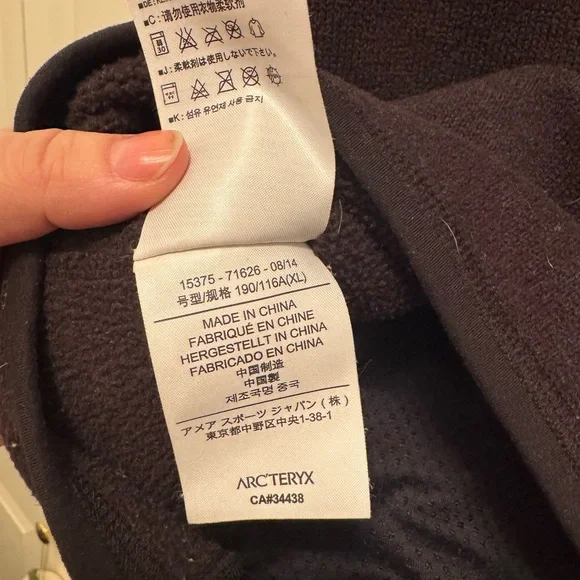 ■C: 请勿使用衣物柔软剂
■J: 柔軟剤は使用しないで下さい。
■K: 섬유 유연제 사용 금지
15375 - 71626 - 08/14
号型/规格 190/116A(XL)
MADE IN CHINA
FABRIQUÉ EN CHINE
HERGESTELLT IN CHINA
FABRICADO EN CHINA
中国制造
中国製
제조국명 중국
アメア スポーツ ジャパン (株)
東京都中野区中央1-38-1
ARC'TERYX
CA#34438